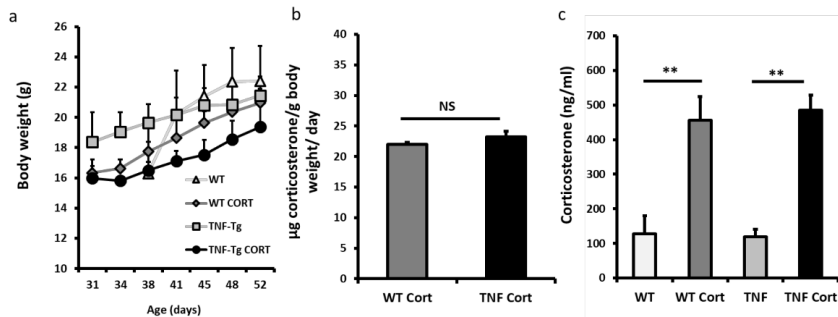 a
Body weight (g)
26
24
22
20
18
16
14
12
10
31 34 38 41 45 48 52
Age (days)
WT
WT CORT
TNF-Tg
TNF-Tg CORT
b
µg corticosterone/g body
weight/ day
40
35
30
25
20
15
10
5
0
NS
WT Cort TNF Cort
c
Corticosterone (ng/ml)
700
600
500
400
300
200
100
0
** **
WT WT Cort TNF TNF Cort